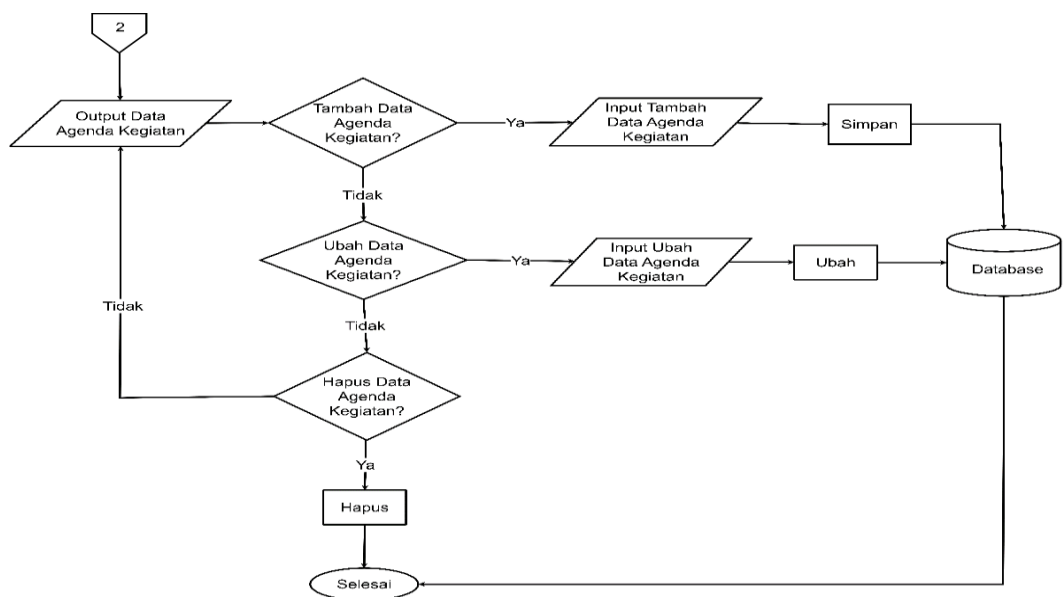 2
Output Data
Agenda Kegiatan
Tambah Data
Agenda
Kegiatan?
Ya
Input Tambah
Data Agenda
Kegiatan
Simpan
Tidak
Ubah Data
Agenda
Kegiatan?
Ya
Input Ubah
Data Agenda
Kegiatan
Ubah
Database
Tidak
Tidak
Hapus Data
Agenda
Kegiatan?
Ya
Hapus
Selesai